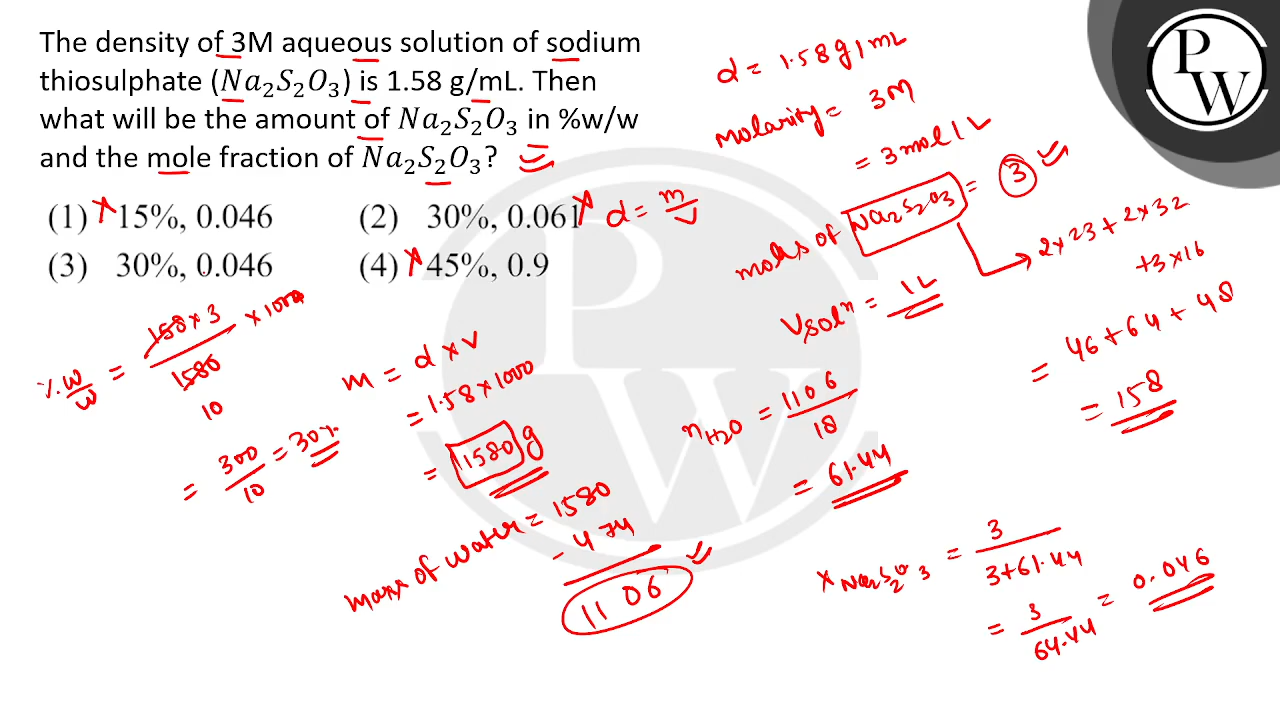 The density of 3M aqueous solution of sodium
thiosulphate (Na₂S₂O₃) is 1.58 g/mL. Then
what will be the amount of Na₂S₂O₃ in %w/w
and the mole fraction of Na₂S₂O₃?
(1) 15%, 0.046 (2) 30%, 0.061
(3) 30%, 0.046 (4) 45%, 0.9
P
W
d = 1.58 g/mL
molarity = 3M
= 3 mol/L
moles of Na₂S₂O₃ = 3
d = m/V
2×23+2×32
+3×16
= 46+64+48
= 158
Vsolⁿ = 1L
%w/w = 158×3/1580 ×1000
10
= 300/10 = 30%
m = d × V
= 1.58×1000
= 1580 g
mass of water = 1580
- 474
1106
nH₂O = 1106/18
= 61.44
xNa₂S₂O₃ = 3/3+61.44
= 3/64.44 = 0.046
P
W